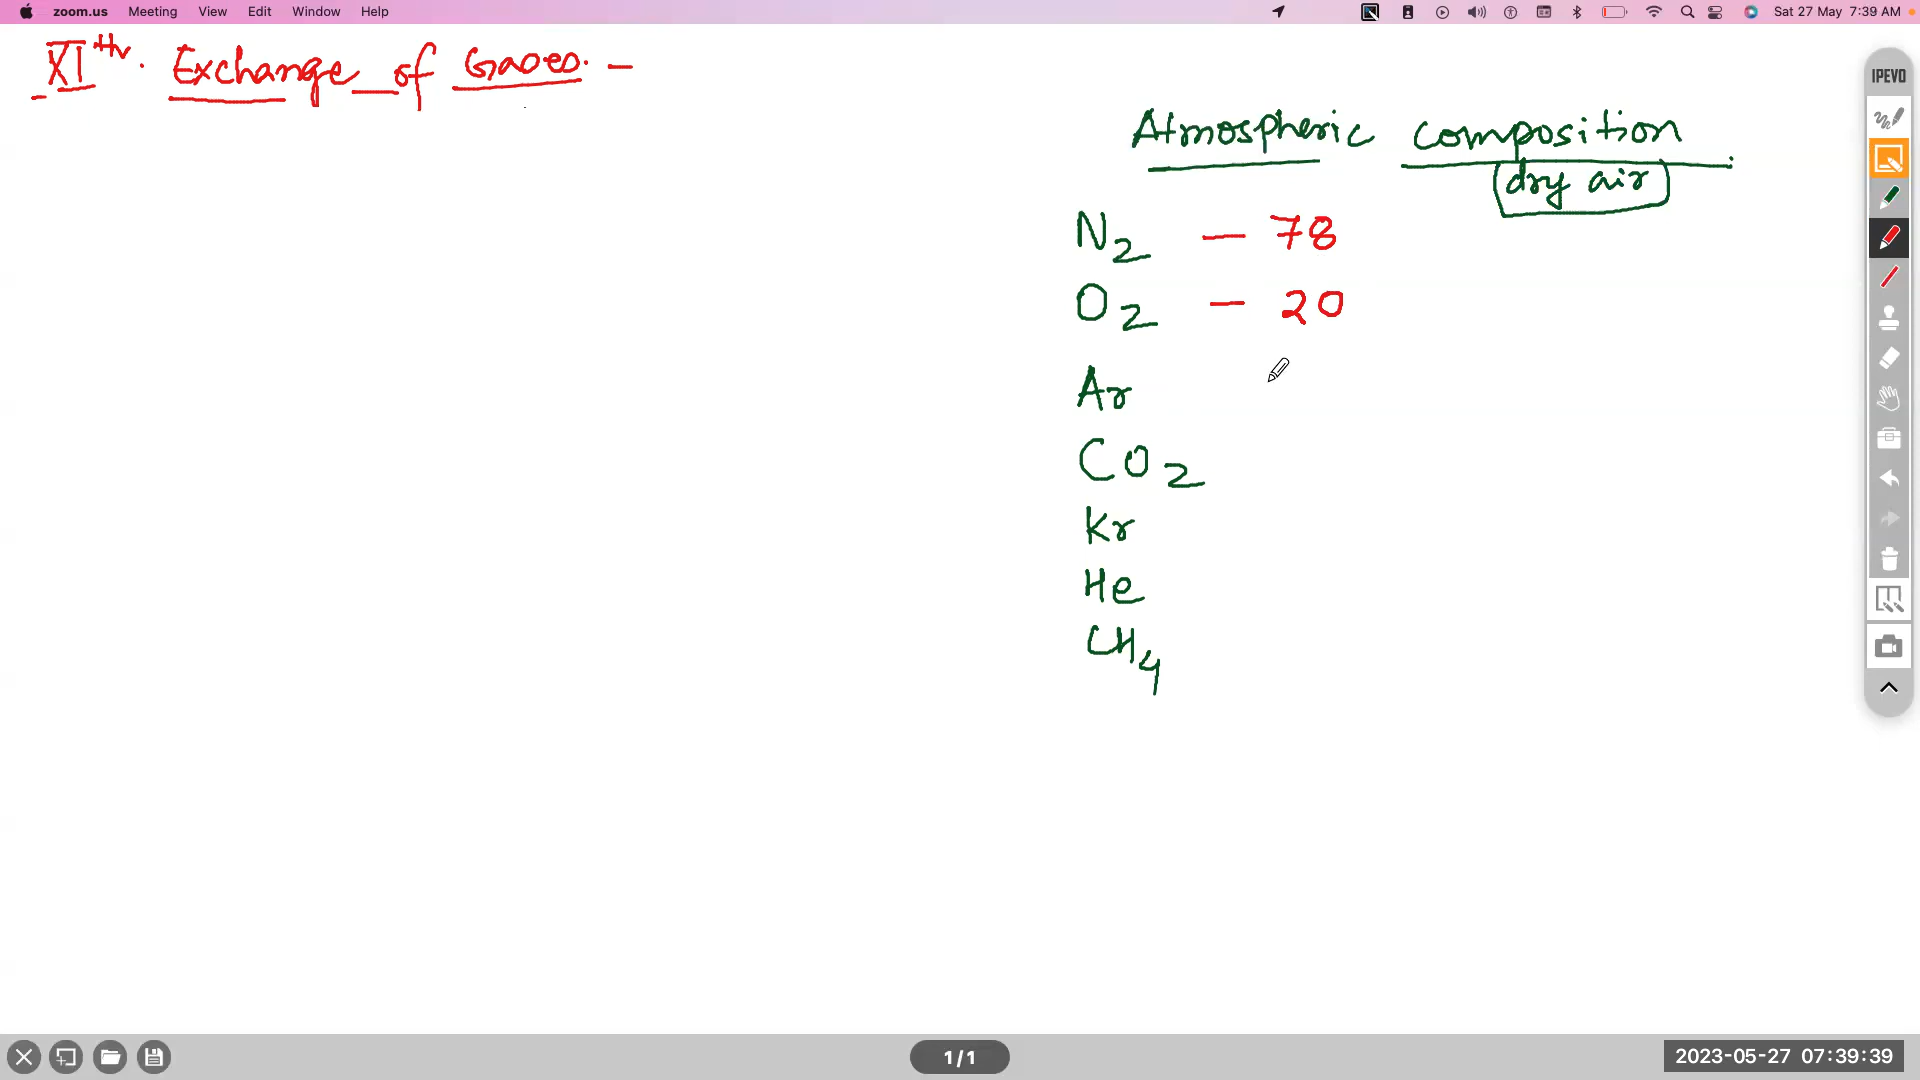 zoom.us Meeting View Edit Window Help Sat 27 May 7:39 AM
XIth. Exchange of Gases. -
IPEVO
Atmospheric composition
dry air
N2 - 78
O2 - 20
Ar
CO2
Kr
He
CH4
1/1
2023-05-27 07:39:39